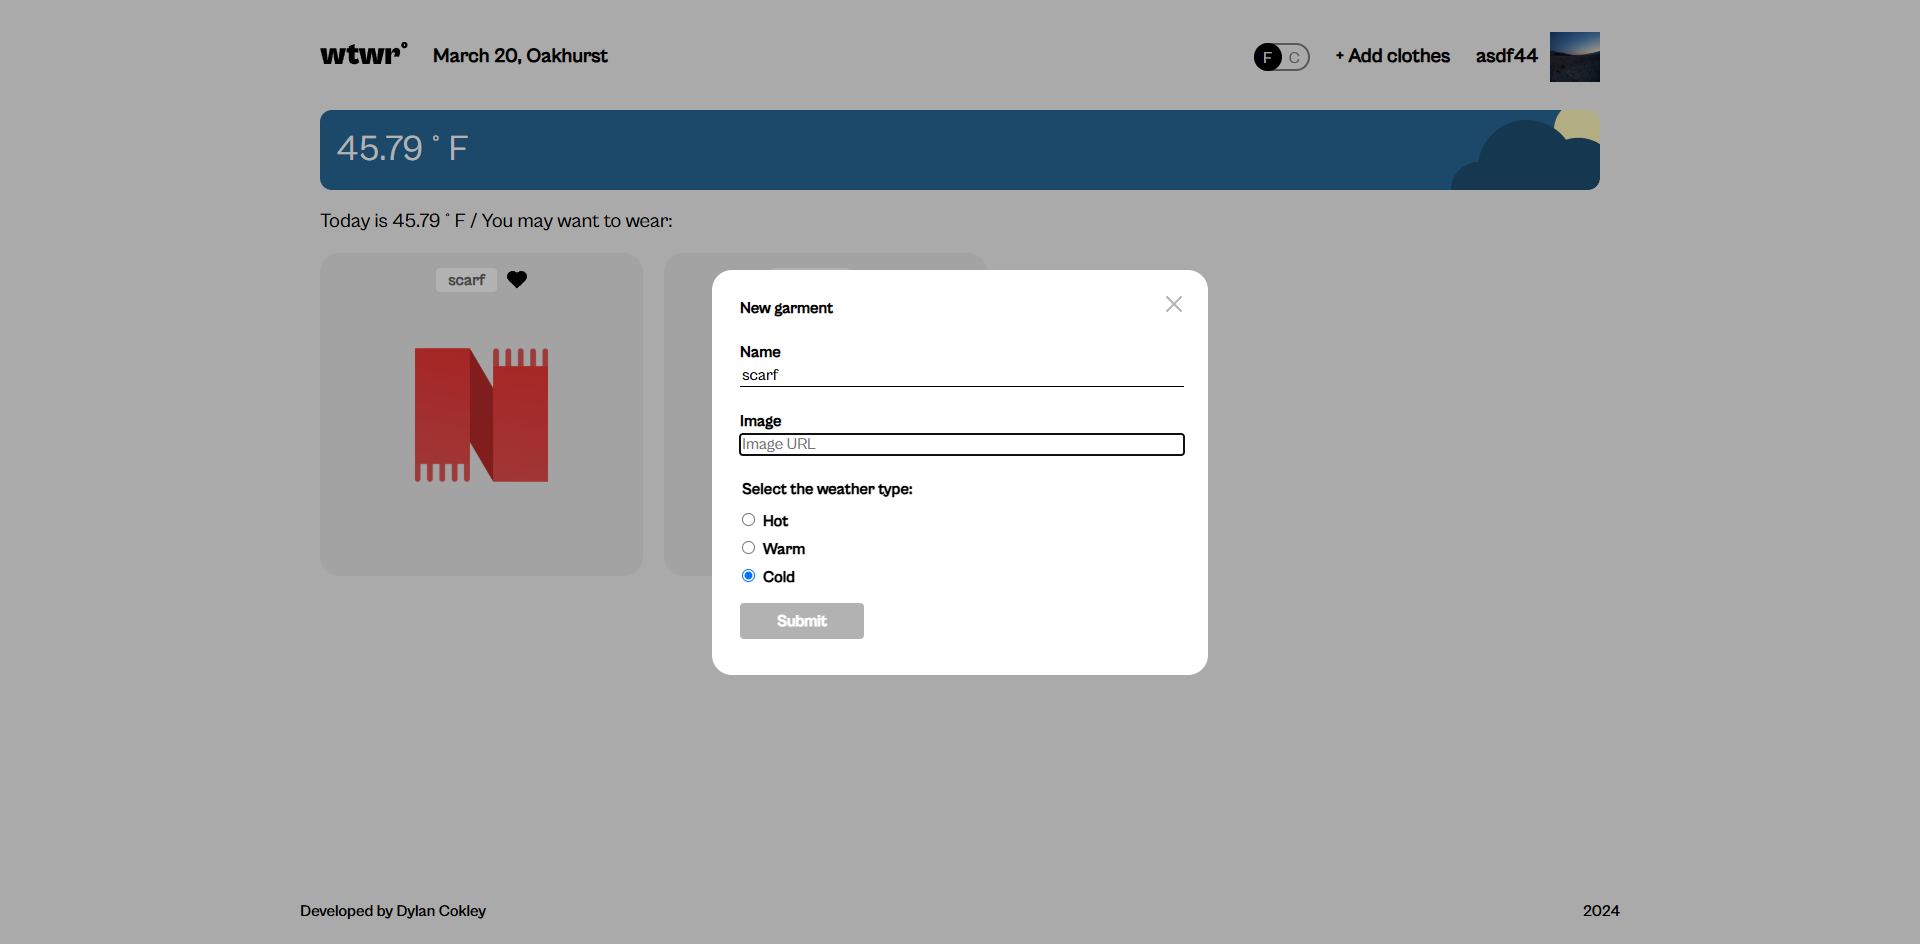 wtwr°
March 20, Oakhurst
F C
+ Add clothes
asdf44
45.79 ° F
Today is 45.79 ° F / You may want to wear:
scarf
New garment
Name
scarf
Image
Image URL
Select the weather type:
Hot
Warm
Cold
Submit
Developed by Dylan Cokley
2024